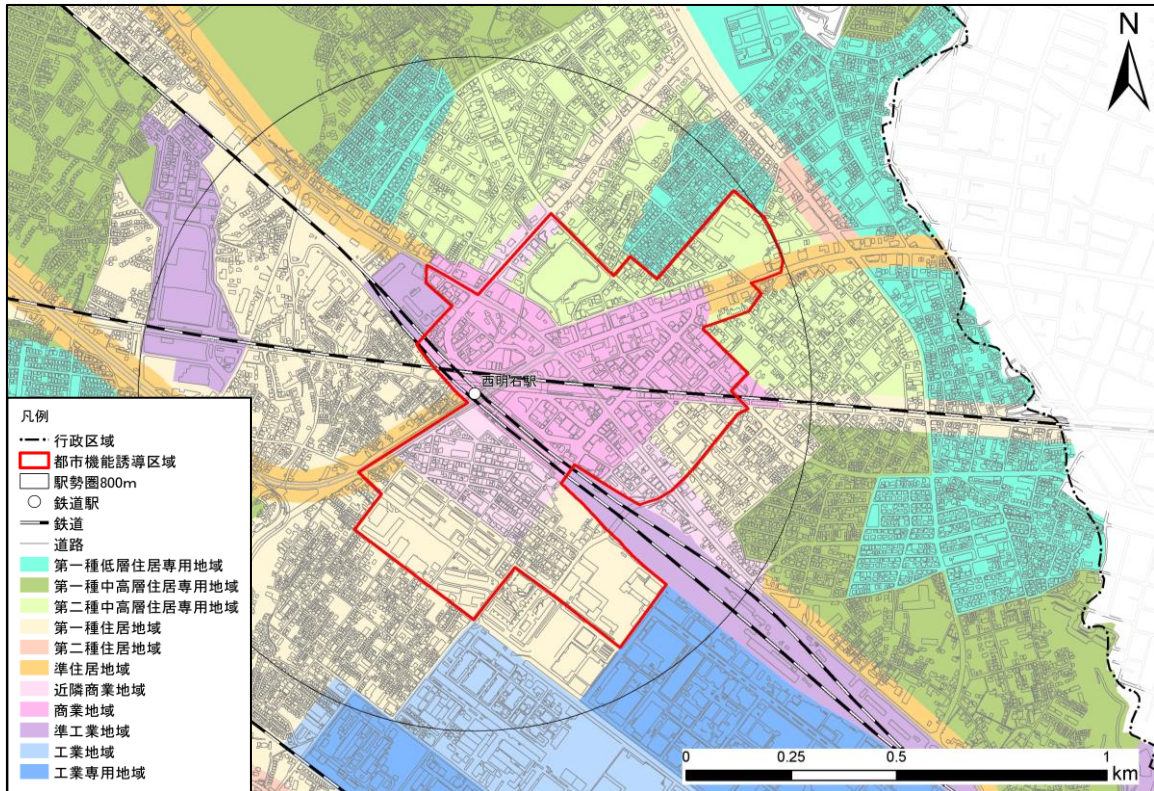 N
西明石駅
凡例
行政区域
都市機能誘導区域
駅勢圏800m
鉄道駅
鉄道
道路
第一種低層住居専用地域
第一種中高層住居専用地域
第二種中高層住居専用地域
第一種住居地域
第二種住居地域
準住居地域
近隣商業地域
商業地域
準工業地域
工業地域
工業専用地域
0 0.25 0.5 1
km